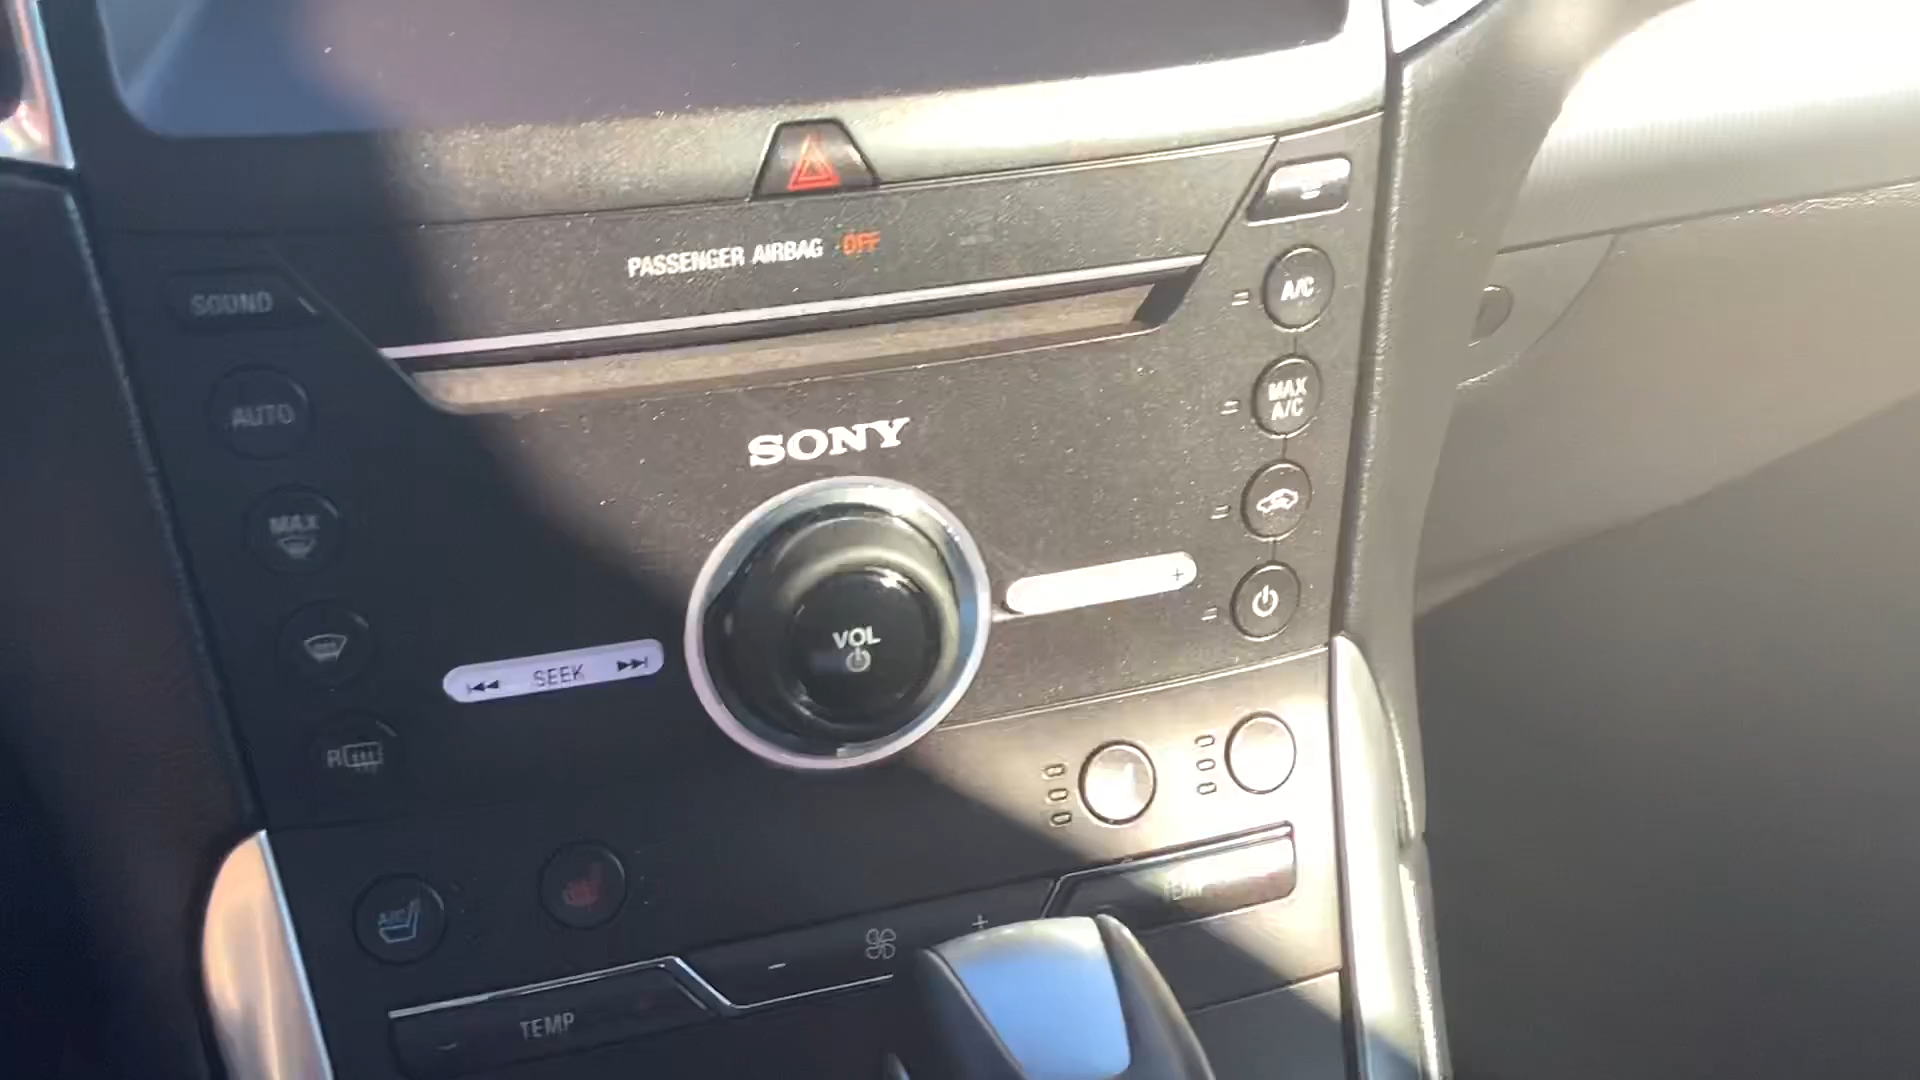 PASSENGER AIRBAG OFF
SOUND
A/C
AUTO
MAX
A/C
SONY
MAX
+
VOL
SEEK
R
A/C
+
-
TEMP
-